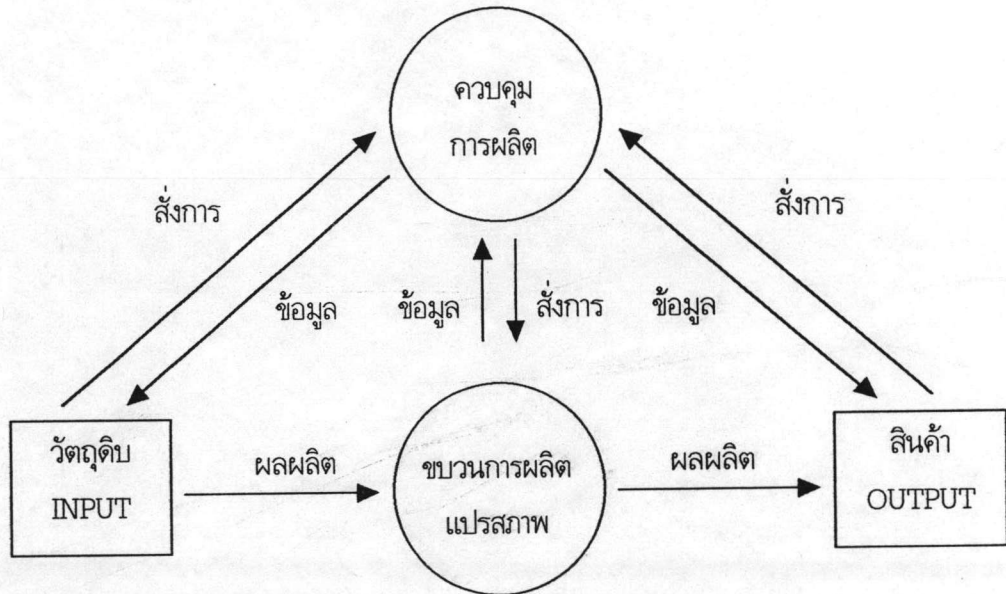 ควบคุม
การผลิต
สั่งการ
สั่งการ
ข้อมูล
ข้อมูล
สั่งการ
ข้อมูล
วัตถุดิบ
INPUT
ผลผลิต
ขบวนการผลิต
แปรสภาพ
ผลผลิต
สินค้า
OUTPUT